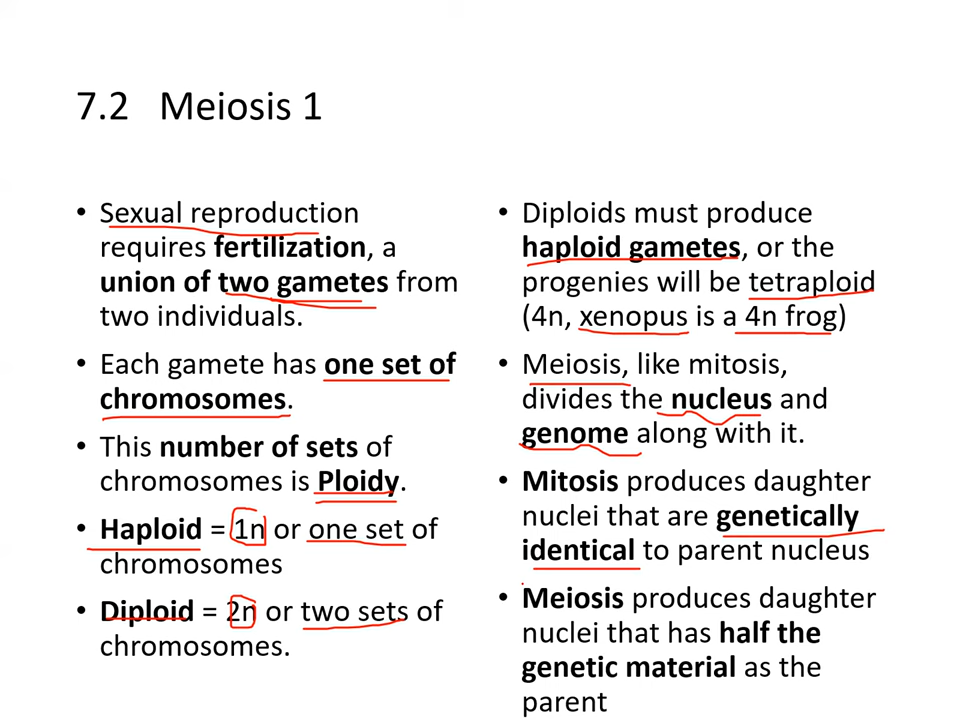 7.2 Meiosis 1
• Sexual reproduction
requires fertilization, a
union of two gametes from
two individuals.
• Each gamete has one set of
chromosomes.
• This number of sets of
chromosomes is Ploidy.
• Haploid = 1n or one set of
chromosomes
• Diploid = 2n or two sets of
chromosomes.
• Diploids must produce
haploid gametes, or the
progenies will be tetraploid
(4n, xenopus is a 4n frog)
• Meiosis, like mitosis,
divides the nucleus and
genome along with it.
• Mitosis produces daughter
nuclei that are genetically
identical to parent nucleus
• Meiosis produces daughter
nuclei that has half the
genetic material as the
parent